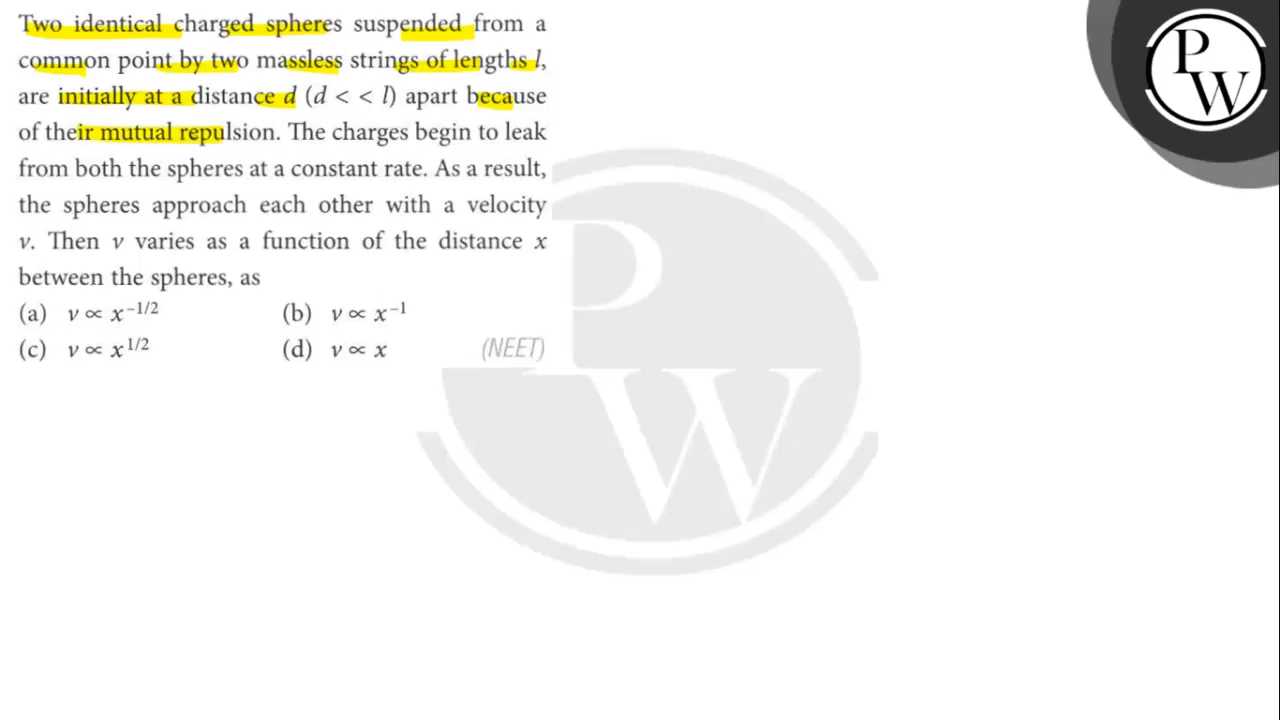 Two identical charged spheres suspended from a
common point by two massless strings of lengths l,
are initially at a distance d (d < < l) apart because
of their mutual repulsion. The charges begin to leak
from both the spheres at a constant rate. As a result,
the spheres approach each other with a velocity
v. Then v varies as a function of the distance x
between the spheres, as
(a) v ∝ x⁻¹/² (b) v ∝ x⁻¹
(c) v ∝ x¹/² (d) v ∝ x (NEET)
P
W
P
W